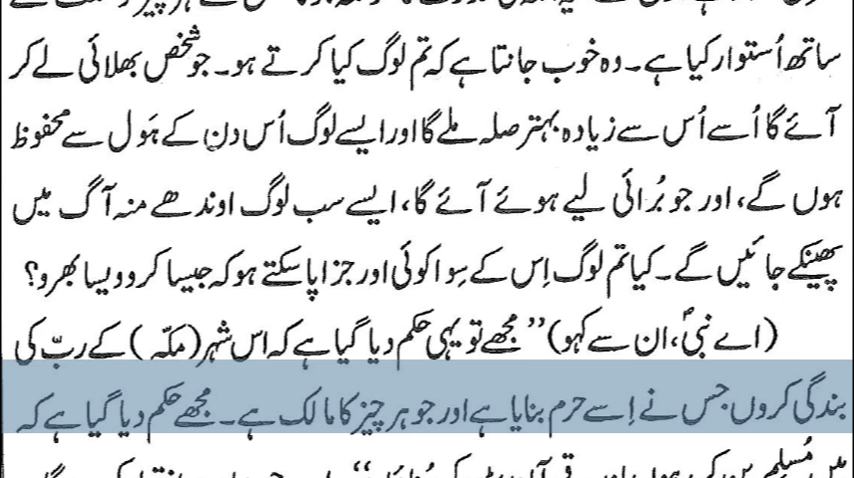 ساتھ اُستوار کیا ہے۔ وہ خوب جانتا ہے کہ تم لوگ کیا کرتے ہو۔ جو شخص بھلائی لے کر
آئے گا اُسے اُس سے زیادہ بہتر صلہ ملے گا اور ایسے لوگ اُس دن کے ہَول سے محفوظ
ہوں گے، اور جو بُرائی لیے ہوئے آئے گا، ایسے سب لوگ اوندھے منہ آگ میں
پھینکے جائیں گے۔ کیا تم لوگ اِس کے سوا کوئی اور جزا پا سکتے ہو کہ جیسا کرو ویسا بھرو؟
(اے نبیؐ، ان سے کہو) ”مجھے تو یہی حکم دیا گیا ہے کہ اس شہر (مکّہ) کے ربّ کی
بندگی کروں جس نے اِسے حرم بنایا ہے اور جو ہر چیز کا مالک ہے۔ مجھے حکم دیا گیا ہے کہ